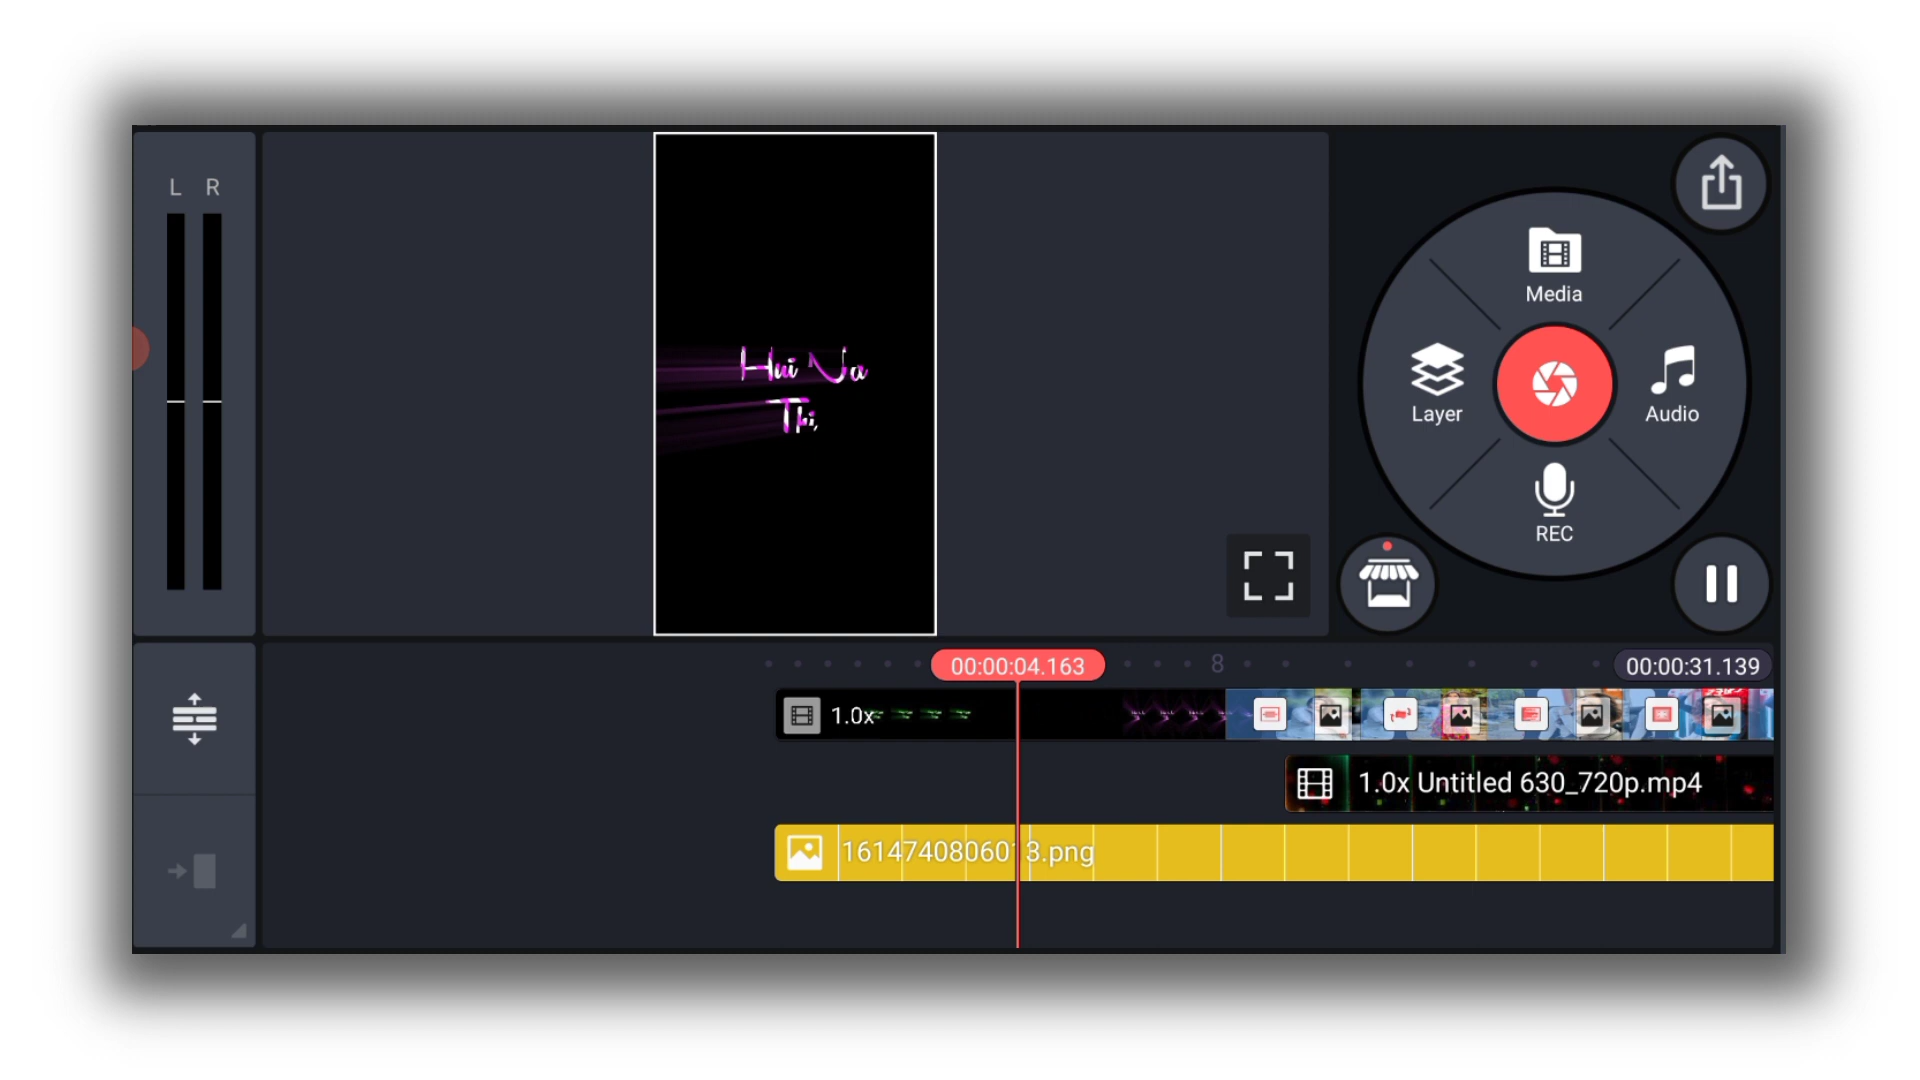 L R
Media
Layer
Audio
REC
Hui Na
Thi,
00:00:04.163
8
00:00:31.139
1.0x
1.0x Untitled 630_720p.mp4
1614740806013.png